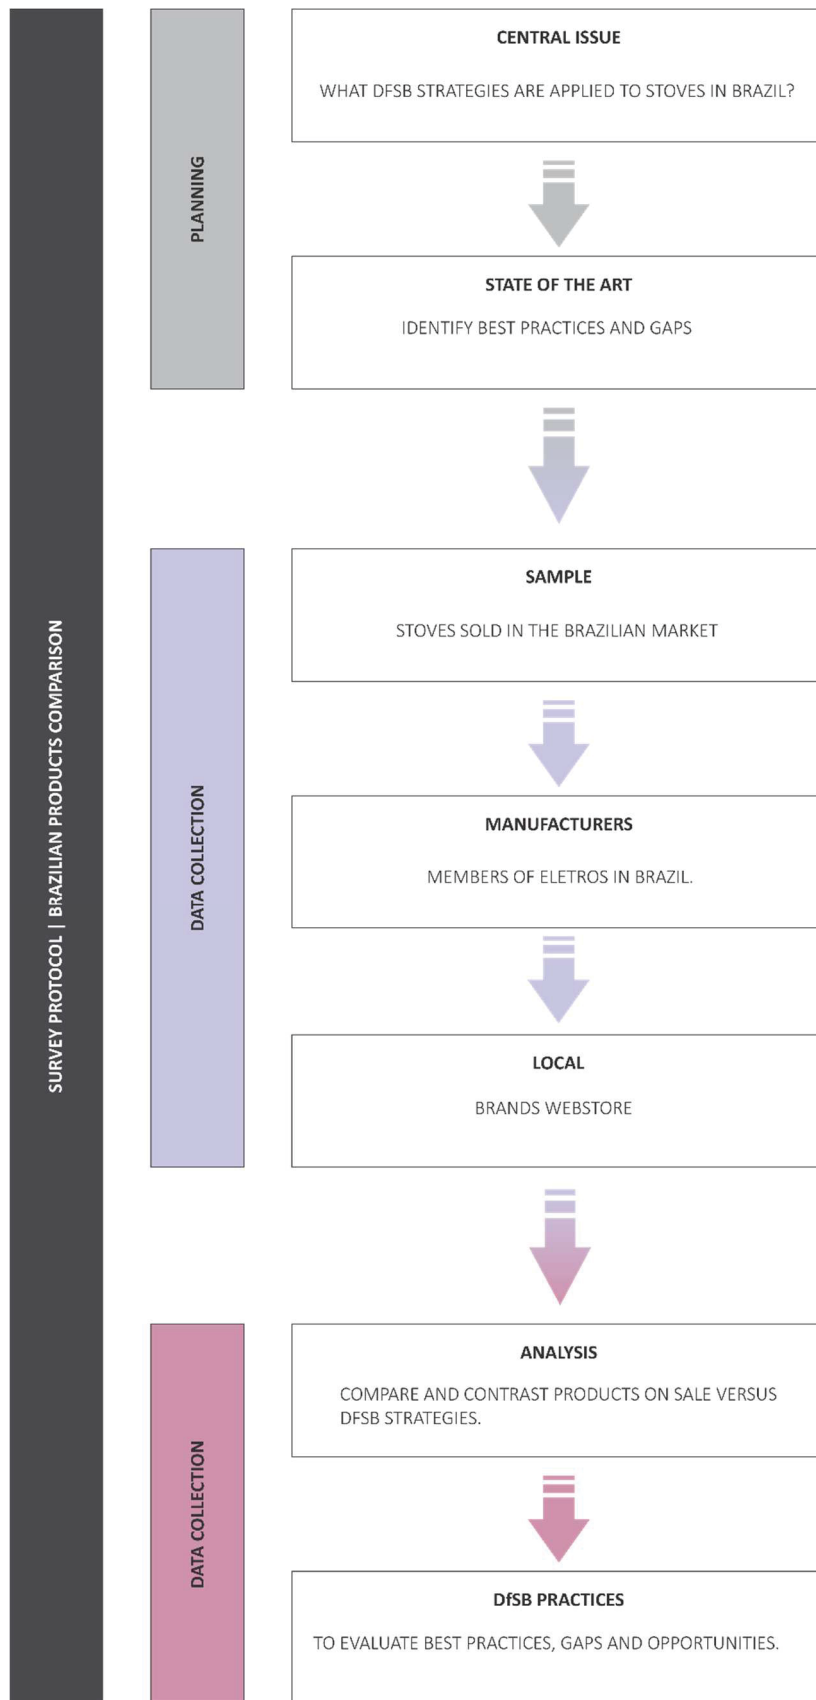 SURVEY PROTOCOL | BRAZILIAN PRODUCTS COMPARISON
PLANNING
CENTRAL ISSUE
WHAT DFSB STRATEGIES ARE APPLIED TO STOVES IN BRAZIL?
STATE OF THE ART
IDENTIFY BEST PRACTICES AND GAPS
DATA COLLECTION
SAMPLE
STOVES SOLD IN THE BRAZILIAN MARKET
MANUFACTURERS
MEMBERS OF ELETROS IN BRAZIL.
LOCAL
BRANDS WEBSTORE
DATA COLLECTION
ANALYSIS
COMPARE AND CONTRAST PRODUCTS ON SALE VERSUS
DFSB STRATEGIES.
DfSB PRACTICES
TO EVALUATE BEST PRACTICES, GAPS AND OPPORTUNITIES.